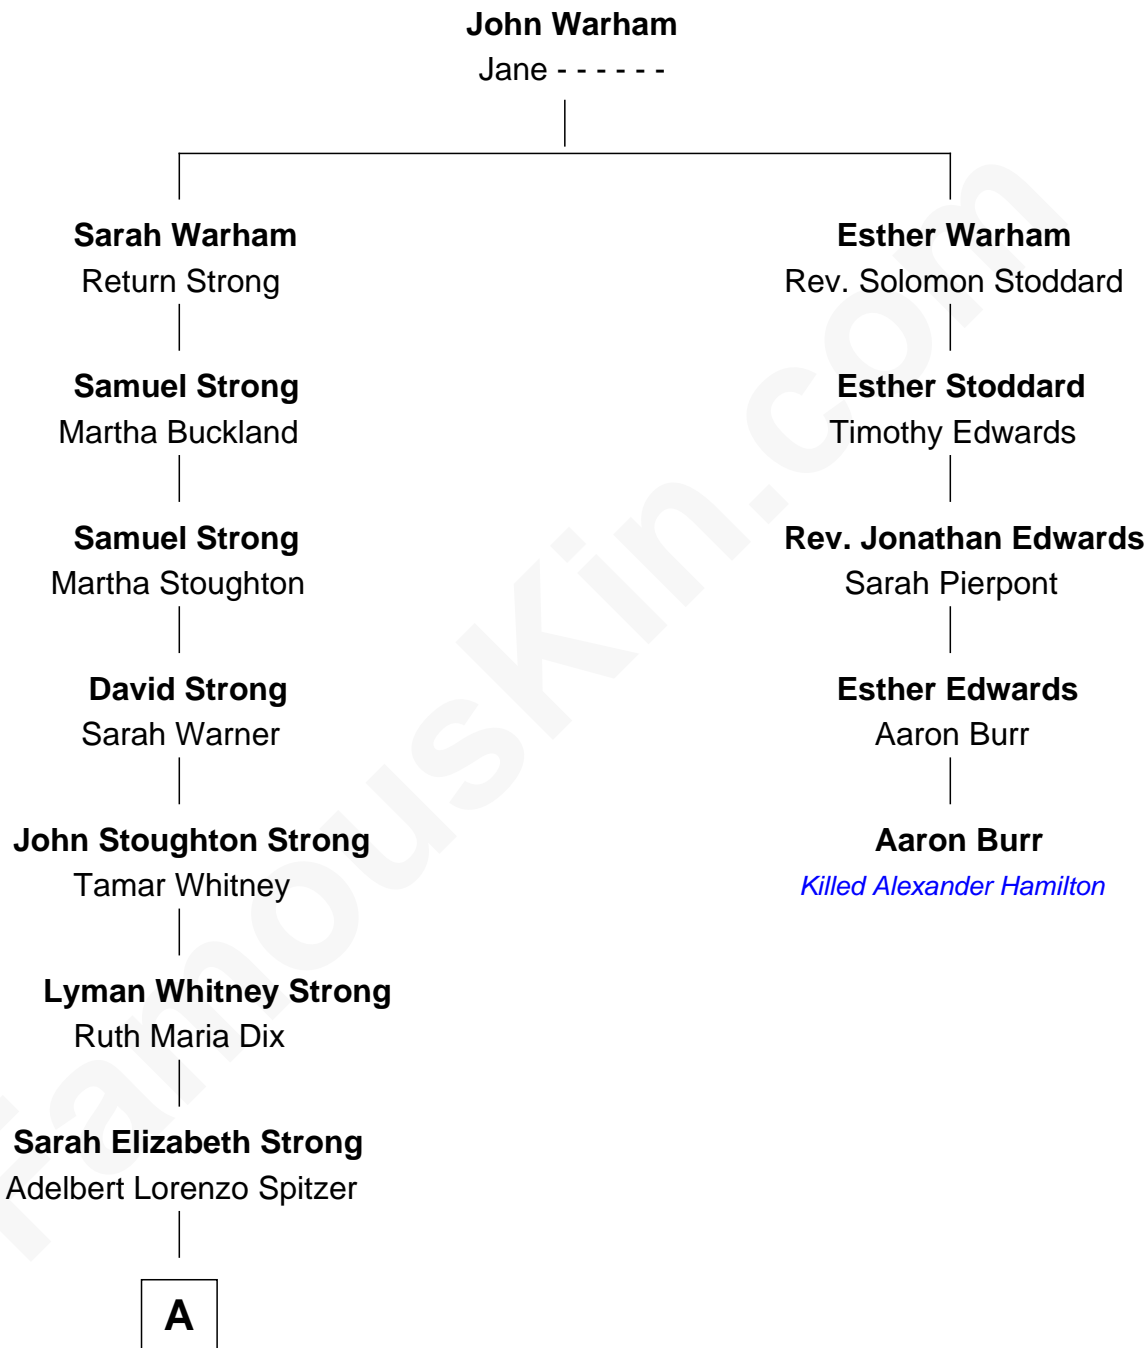 John Warham
Jane - - - - - -
Sarah Warham
Return Strong
Esther Warham
Rev. Solomon Stoddard
Samuel Strong
Martha Buckland
Esther Stoddard
Timothy Edwards
Samuel Strong
Martha Stoughton
Rev. Jonathan Edwards
Sarah Pierpont
David Strong
Sarah Warner
Esther Edwards
Aaron Burr
John Stoughton Strong
Tamar Whitney
Aaron Burr
Killed Alexander Hamilton
Lyman Whitney Strong
Ruth Maria Dix
Sarah Elizabeth Strong
Adelbert Lorenzo Spitzer
A
FamousKin.com